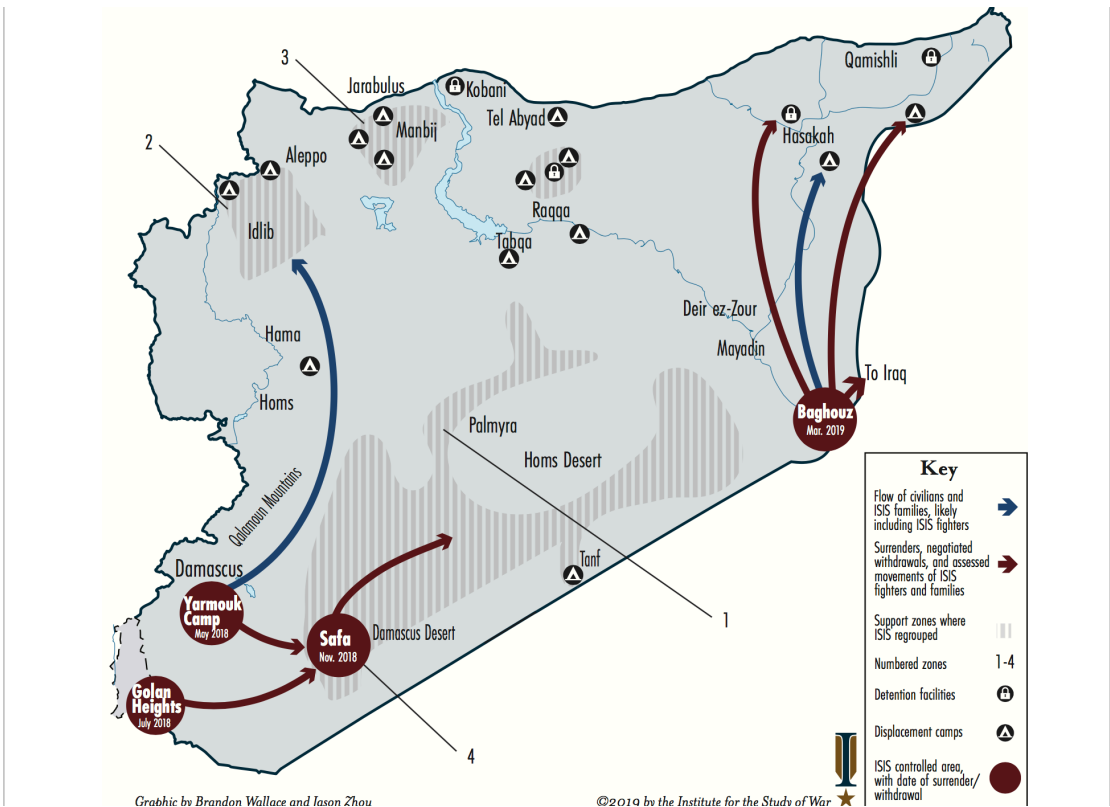 3
Jarabulus
Kobani
Qamishli
Tel Abyad
Manbij
Hasakah
2
Aleppo
Raqqa
Idlib
Tabqa
Deir ez-Zour
Hama
Mayadin
To Iraq
Homs
Baghouz
Mar. 2019
Palmyra
Homs Desert
Qalamoun Mountains
Damascus
Tanf
Yarmouk
Camp
May 2018
1
Safa
Nov. 2018
Damascus Desert
Golan
Heights
July 2018
4
Key
Flow of civilians and
ISIS families, likely
including ISIS fighters
Surrenders, negotiated
withdrawals, and assessed
movements of ISIS
fighters and families
Support zones where
ISIS regrouped
Numbered zones 1-4
Detention facilities
Displacement camps
ISIS controlled area,
with date of surrender/
withdrawal
Graphic by Brandon Wallace and Jason Zhou
©2019 by the Institute for the Study of War